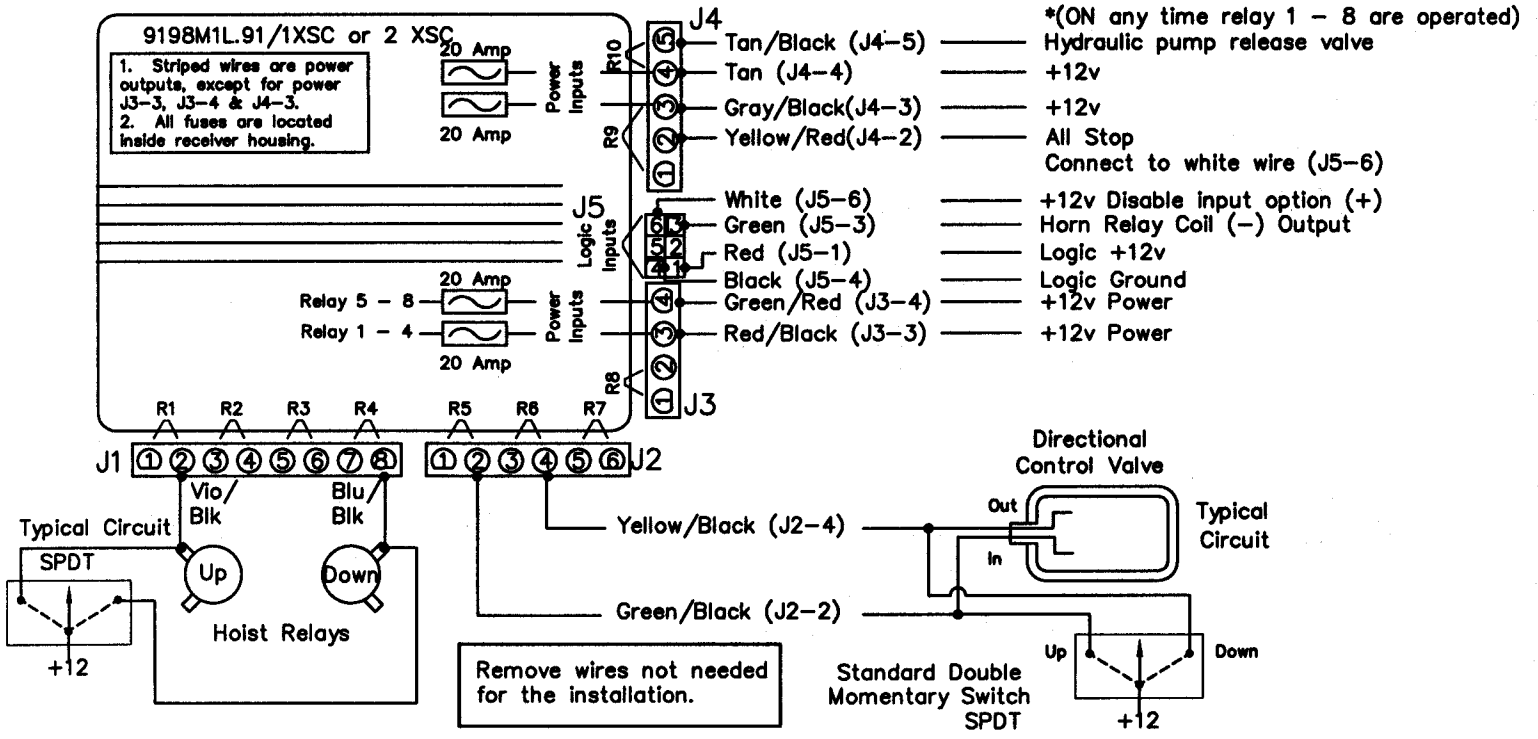 9198M1L.91/1XSC or 2 XSC
1. Striped wires are power
outputs, except for power
J3-3, J3-4 & J4-3.
2. All fuses are located
inside receiver housing.
20 Amp
20 Amp
Power
Inputs
R10
R9
J4
5
4
3
2
1
*(ON any time relay 1 - 8 are operated)
Tan/Black (J4-5)
Hydraulic pump release valve
Tan (J4-4)
+12v
Gray/Black(J4-3)
+12v
Yellow/Red(J4-2)
All Stop
Connect to white wire (J5-6)
J5
Logic
Inputs
6 3
5 2
4 1
White (J5-6)
+12v Disable input option (+)
Green (J5-3)
Horn Relay Coil (-) Output
Red (J5-1)
Logic +12v
Black (J5-4)
Logic Ground
Green/Red (J3-4)
+12v Power
Red/Black (J3-3)
+12v Power
20 Amp
Relay 5 - 8
Relay 1 - 4
20 Amp
Power
Inputs
4
3
2
1
R8
J3
R1 R2 R3 R4 R5 R6 R7
J1 1 2 3 4 5 6 7 8
1 2 3 4 5 6 J2
Vio/
Blk
Blu/
Blk
Typical Circuit
SPDT
+12
Up
Down
Hoist Relays
Yellow/Black (J2-4)
Green/Black (J2-2)
Remove wires not needed
for the installation.
Directional
Control Valve
Out
In
Typical
Circuit
Up
Down
Standard Double
Momentary Switch
SPDT
+12